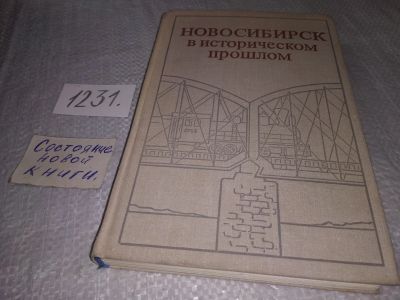 НОВОСИБИРСК
в историческом
прошлом
1231.
Состояние
новой
книги.